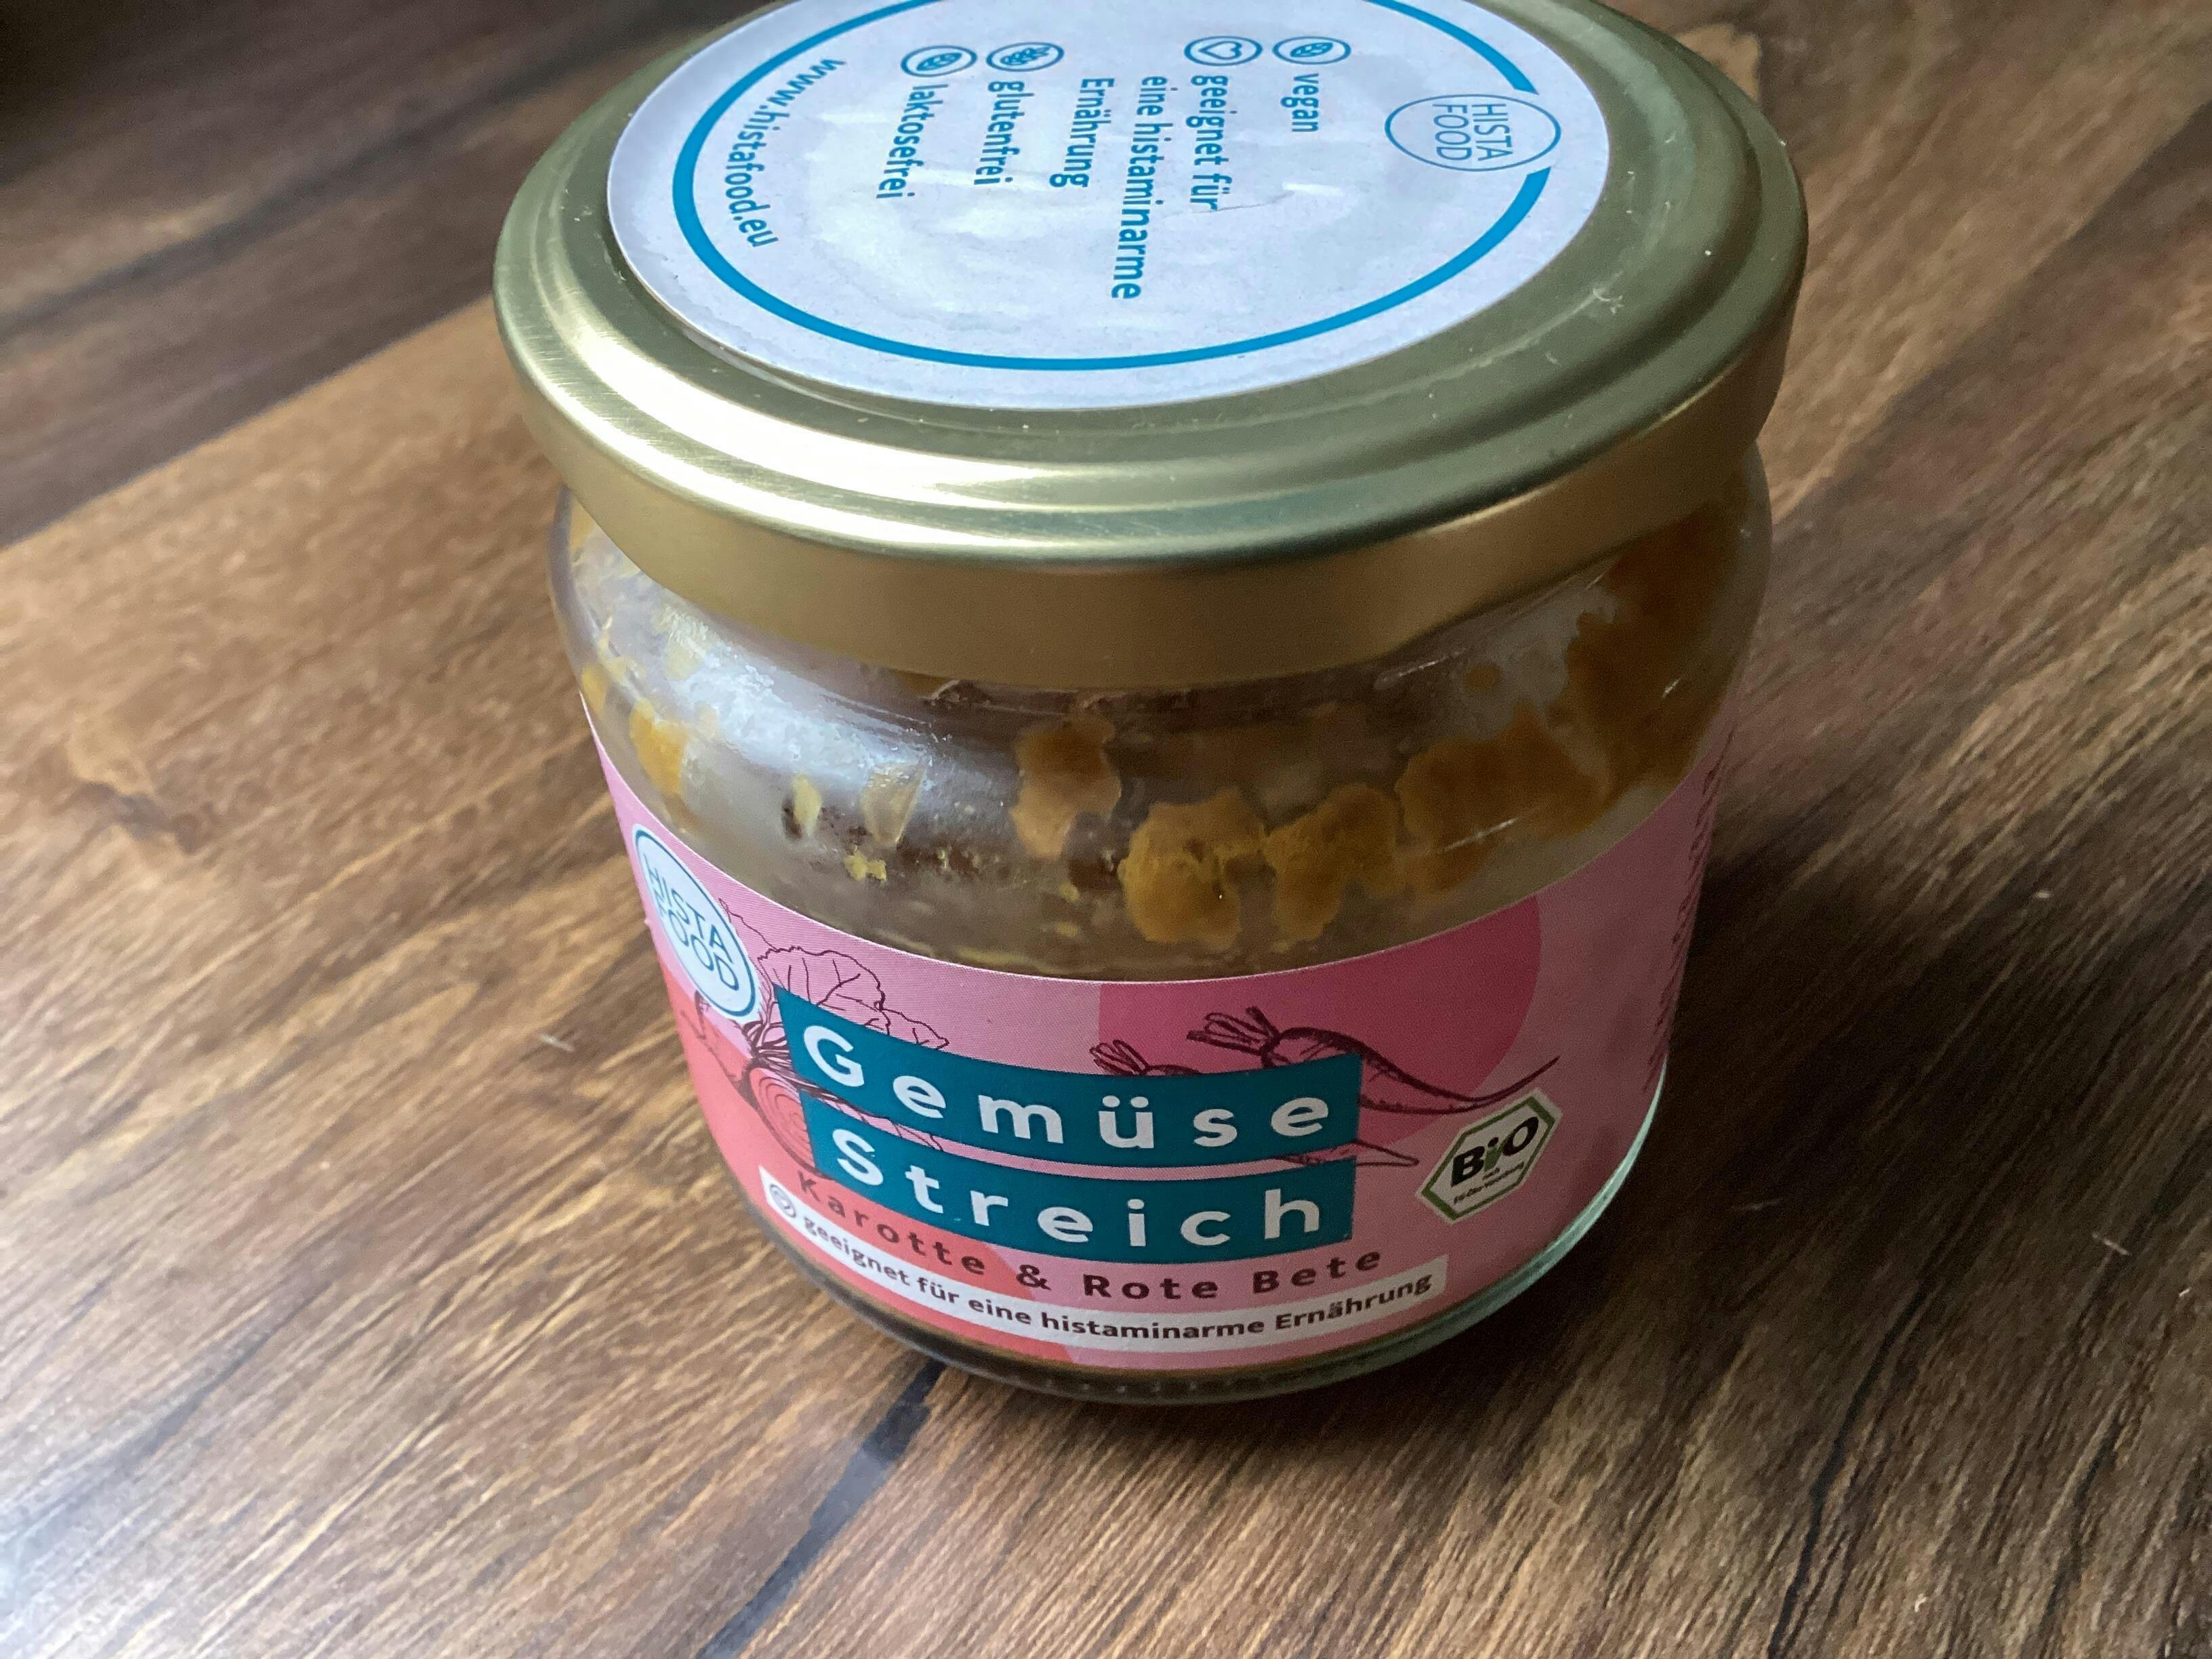 HISTA
FOOD
vegan
geeignet für
eine histaminarme
Ernährung
glutenfrei
laktosefrei
www.histafood.eu
HISTA
FOOD
Gemüse
Streich
Karotte & Rote Bete
geeignet für eine histaminarme Ernährung
Bio